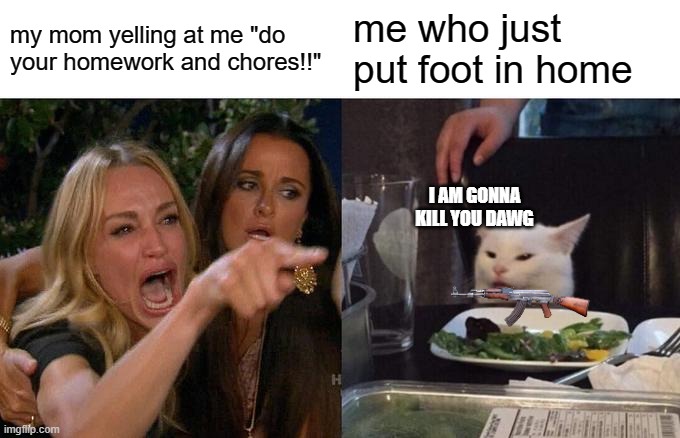 my mom yelling at me "do
your homework and chores!!"
me who just
put foot in home
I AM GONNA
KILL YOU DAWG
imgflip.com